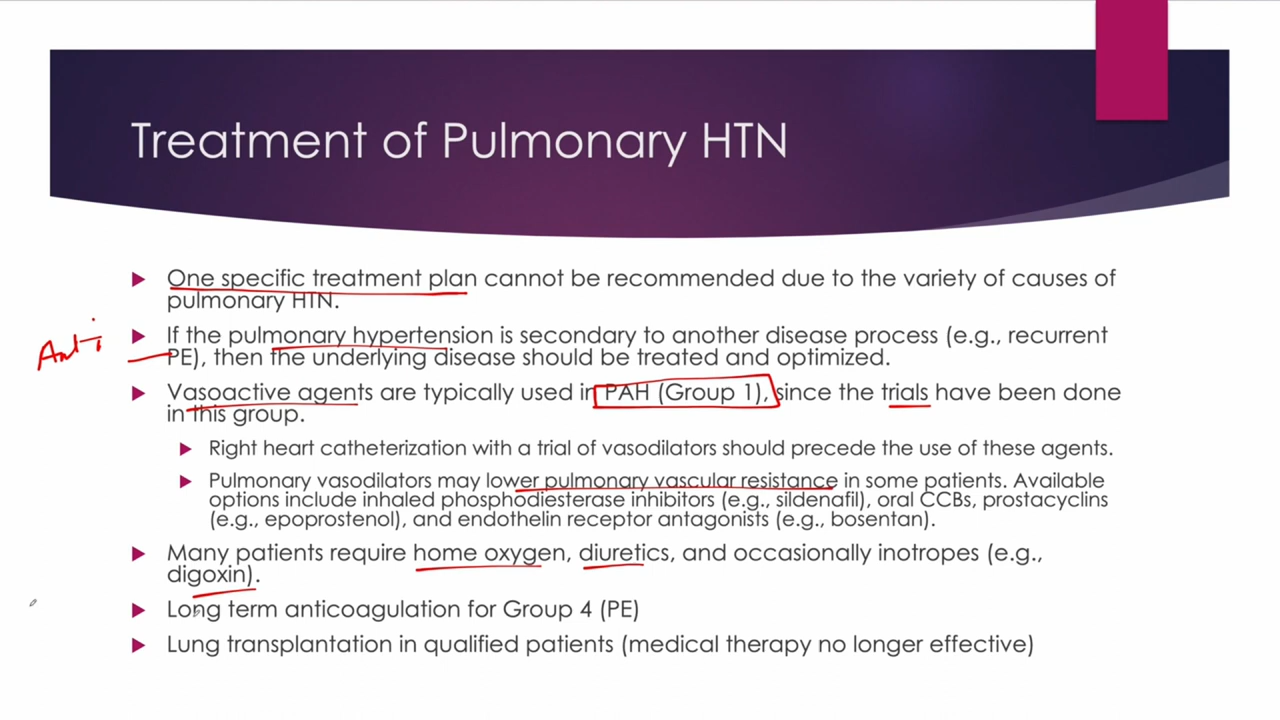 Treatment of Pulmonary HTN
One specific treatment plan cannot be recommended due to the variety of causes of
pulmonary HTN.
Anti
If the pulmonary hypertension is secondary to another disease process (e.g., recurrent
PE), then the underlying disease should be treated and optimized.
Vasoactive agents are typically used in PAH (Group 1), since the trials have been done
in this group.
Right heart catheterization with a trial of vasodilators should precede the use of these agents.
Pulmonary vasodilators may lower pulmonary vascular resistance in some patients. Available
options include inhaled phosphodiesterase inhibitors (e.g., sildenafil), oral CCBs, prostacyclins
(e.g., epoprostenol), and endothelin receptor antagonists (e.g., bosentan).
Many patients require home oxygen, diuretics, and occasionally inotropes (e.g.,
digoxin).
Long term anticoagulation for Group 4 (PE)
Lung transplantation in qualified patients (medical therapy no longer effective)